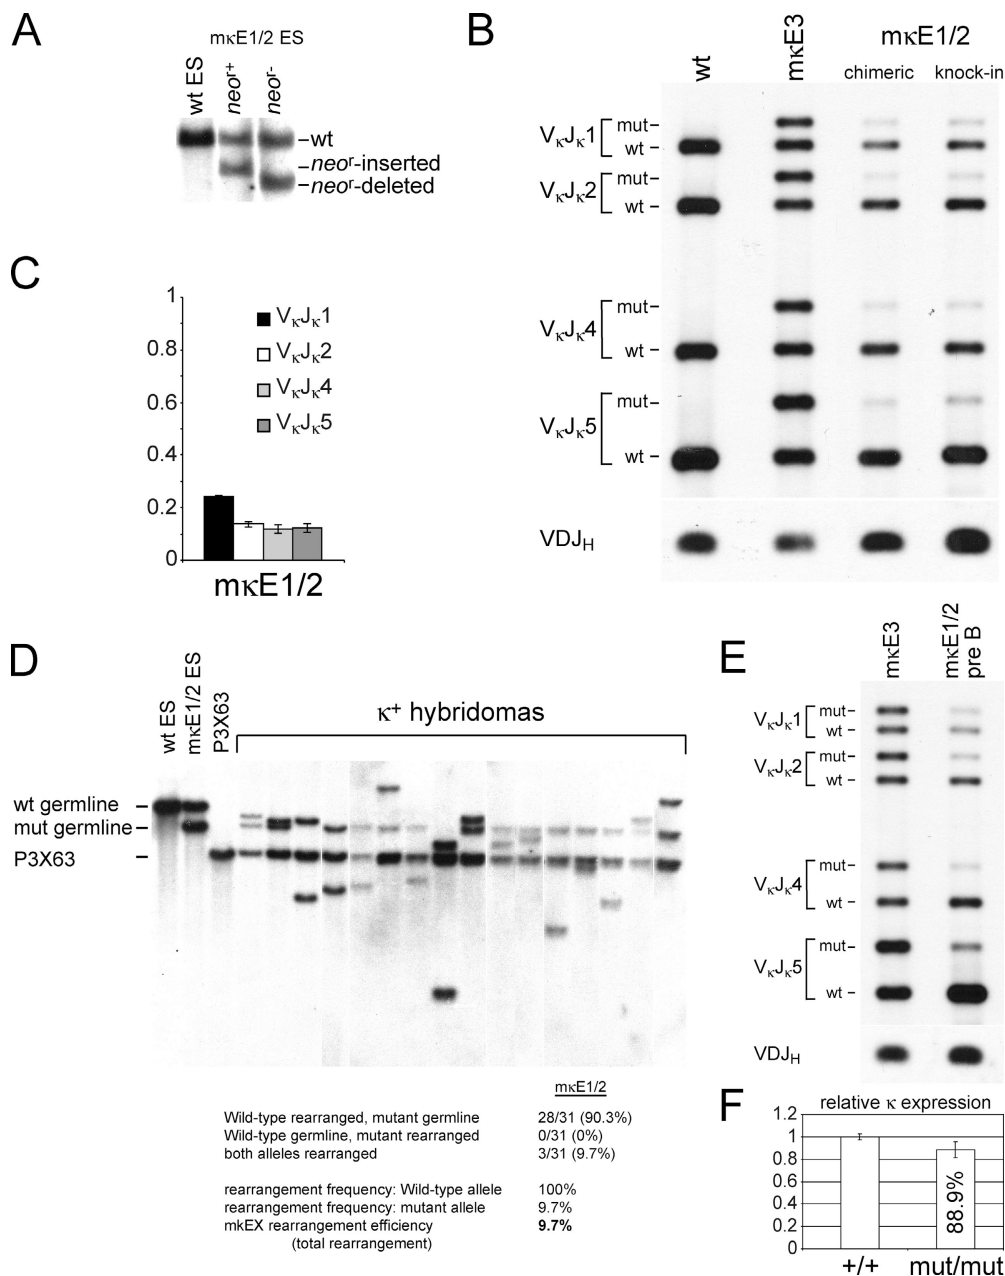 A
mκE1/2 ES
wt ES
neoʳ⁺
neoʳ⁻
–wt
–neoʳ-inserted
–neoʳ-deleted
B
wt
mκE3
mκE1/2
chimeric
knock-in
VκJκ1
mut–
wt –
VκJκ2
mut–
wt –
VκJκ4
mut–
wt –
VκJκ5
mut–
wt –
VDJH
C
1
0.8
0.6
0.4
0.2
0
VκJκ1
VκJκ2
VκJκ4
VκJκ5
mκE1/2
D
wt ES
mκE1/2 ES
P3X63
κ⁺ hybridomas
wt germline –
mut germline –
P3X63 –
mκE1/2
Wild-type rearranged, mutant germline 28/31 (90.3%)
Wild-type germline, mutant rearranged 0/31 (0%)
both alleles rearranged 3/31 (9.7%)
rearrangement frequency: Wild-type allele 100%
rearrangement frequency: mutant allele 9.7%
mkEX rearrangement efficiency 9.7%
(total rearrangement)
E
mκE3
mκE1/2
pre B
VκJκ1
mut–
wt –
VκJκ2
mut–
wt –
VκJκ4
mut–
wt –
VκJκ5
mut–
wt –
VDJH
F
relative κ expression
1.2
1
0.8
0.6
0.4
0.2
0
88.9%
+/+ mut/mut